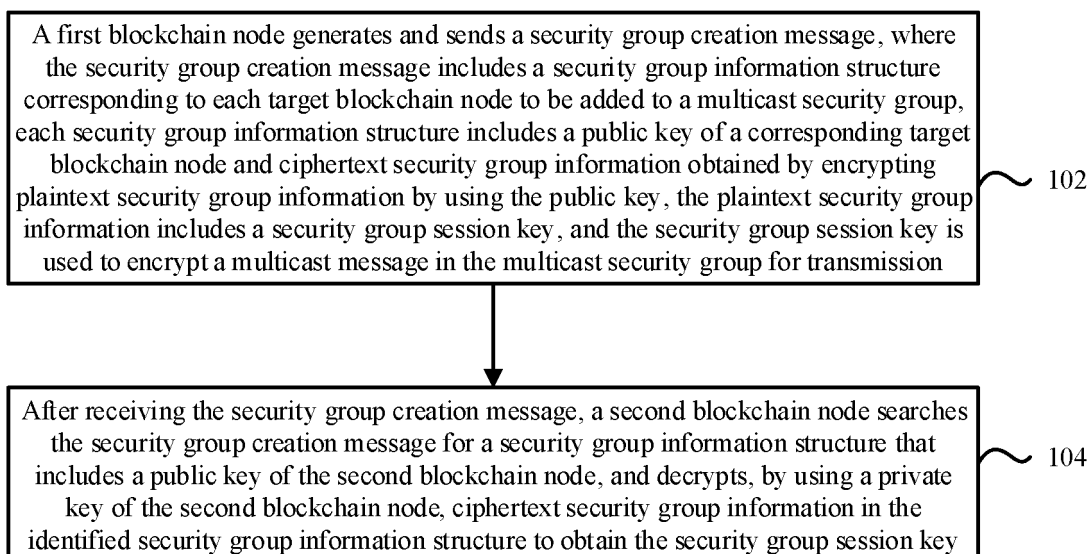 A first blockchain node generates and sends a security group creation message, where
the security group creation message includes a security group information structure
corresponding to each target blockchain node to be added to a multicast security group,
each security group information structure includes a public key of a corresponding target
blockchain node and ciphertext security group information obtained by encrypting
plaintext security group information by using the public key, the plaintext security group
information includes a security group session key, and the security group session key is
used to encrypt a multicast message in the multicast security group for transmission
102
After receiving the security group creation message, a second blockchain node searches
the security group creation message for a security group information structure that
includes a public key of the second blockchain node, and decrypts, by using a private
key of the second blockchain node, ciphertext security group information in the
identified security group information structure to obtain the security group session key
104